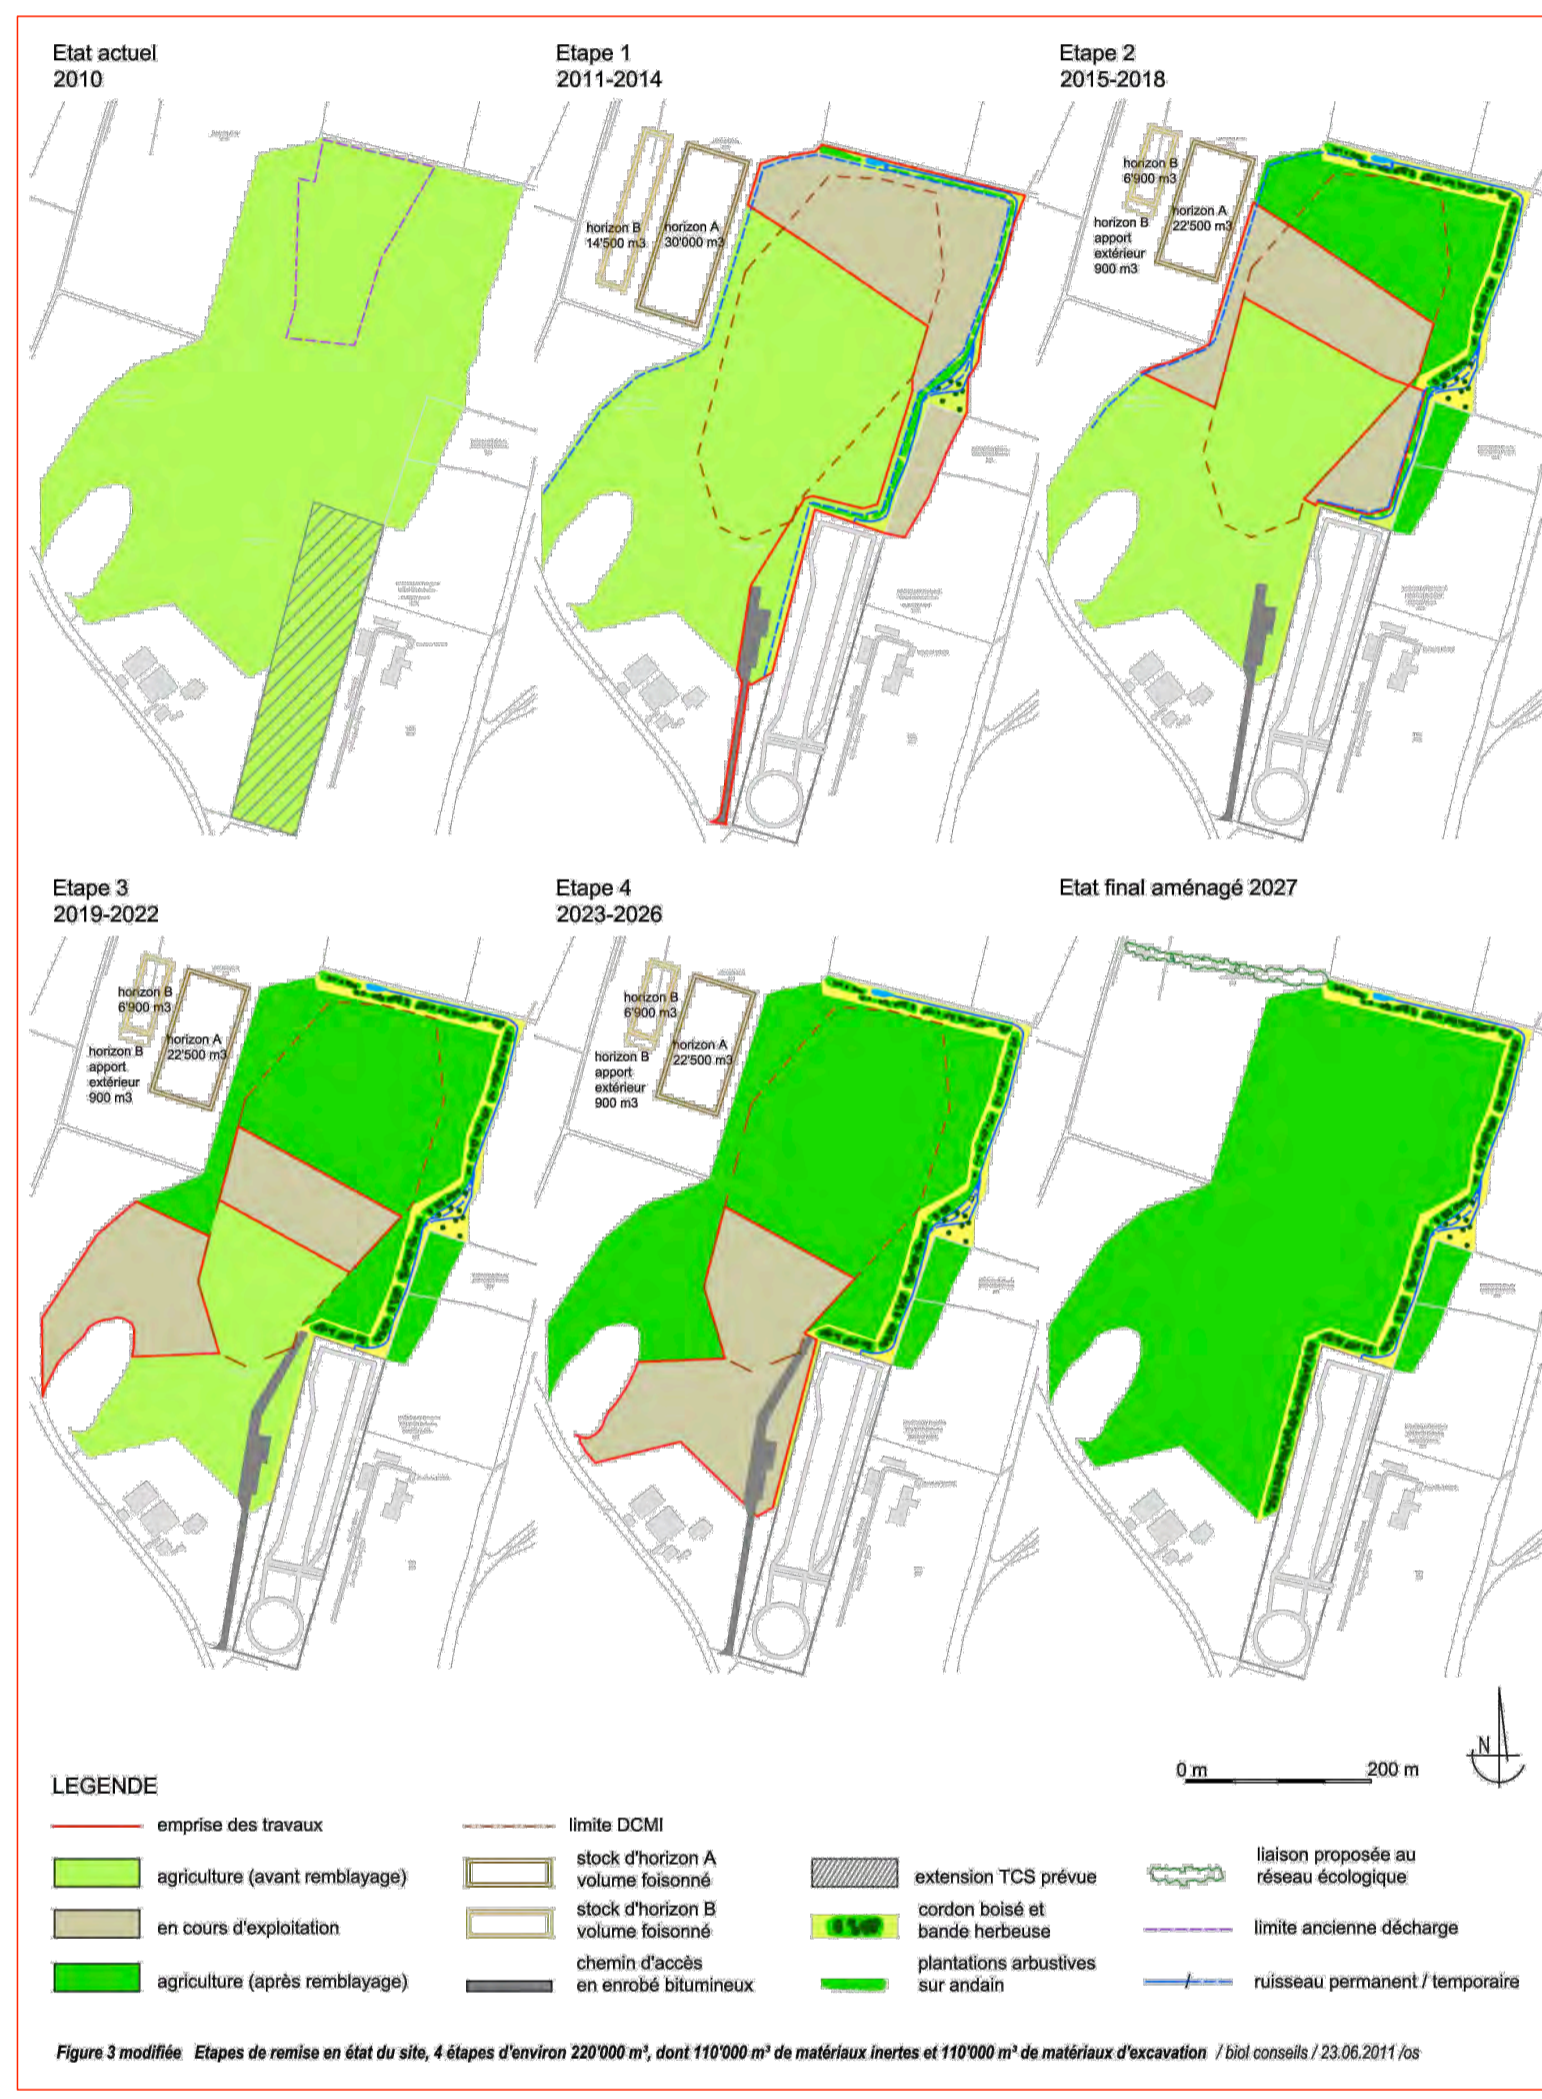 Etat actuel
2010
Etape 1
2011-2014
horizon B
14'500 m3
horizon A
30'000 m3
Etape 2
2015-2018
horizon B
6'900 m3
horizon A
22'500 m3
horizon B
apport
extérieur
900 m3
Etape 3
2019-2022
horizon B
6'900 m3
horizon A
22'500 m3
horizon B
apport
extérieur
900 m3
Etape 4
2023-2026
horizon B
6'900 m3
horizon A
22'500 m3
horizon B
apport
extérieur
900 m3
Etat final aménagé 2027
N
0 m
200 m
LEGENDE
emprise des travaux
agriculture (avant remblayage)
en cours d'exploitation
agriculture (après remblayage)
limite DCMI
stock d'horizon A
volume foisonné
stock d'horizon B
volume foisonné
chemin d'accès
en enrobé bitumineux
extension TCS prévue
cordon boisé et
bande herbeuse
plantations arbustives
sur andain
liaison proposée au
réseau écologique
limite ancienne décharge
ruisseau permanent / temporaire
Figure 3 modifiée Etapes de remise en état du site, 4 étapes d'environ 220'000 m³, dont 110'000 m³ de matériaux inertes et 110'000 m³ de matériaux d'excavation / biol conseils / 23.06.2011 /os